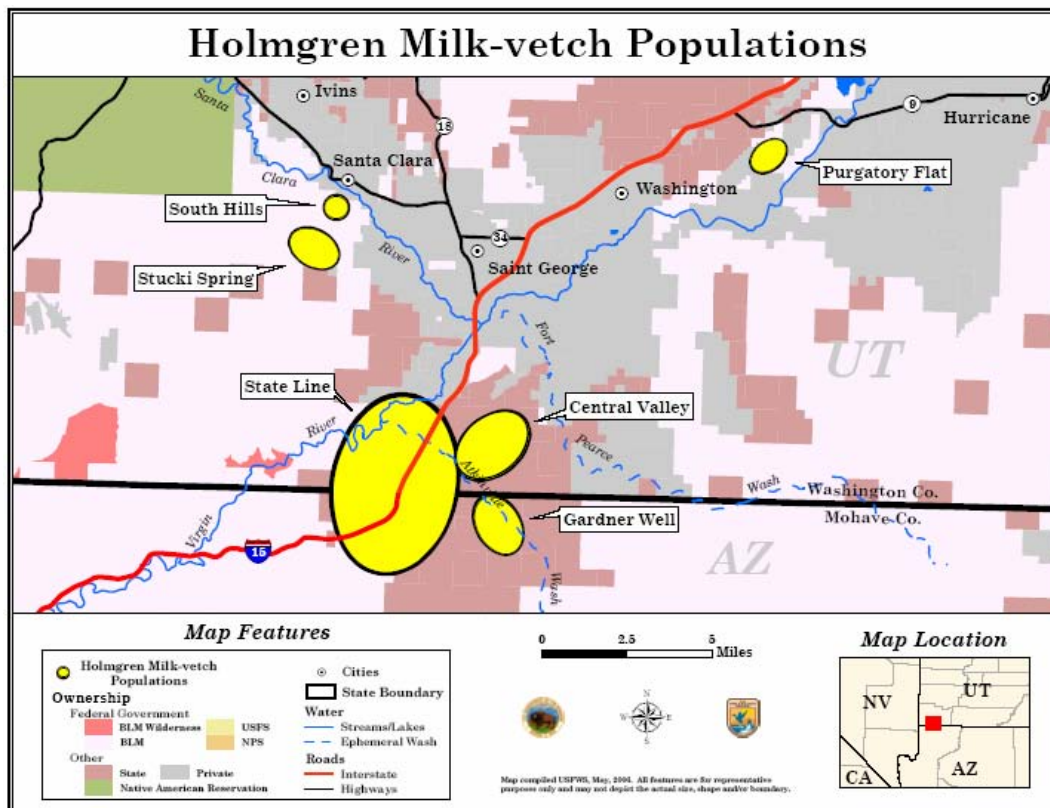 Holmgren Milk-vetch Populations
Santa
Ivins
18
9
Hurricane
Santa Clara
Purgatory Flat
Clara
Washington
South Hills
34
River
Saint George
Stucki Spring
Fort
UT
State Line
Central Valley
River
Pearce
Wash
Washington Co.
Gardner Well
Mohave Co.
Virgin
15
AZ
Wash
Map Features
Holmgren Milk-vetch
Populations
Ownership
Federal Government
BLM Wilderness
USFS
BLM
NPS
Other
State
Private
Native American Reservation
Cities
State Boundary
Water
Streams/Lakes
Ephemeral Wash
Roads
Interstate
Highways
0 2.5 5
Miles
N
W E
S
Map compiled USFWS, May, 2006. All features are for representative
purposes only and may not depict the actual size, shape and/or boundary.
Map Location
NV
UT
CA
AZ